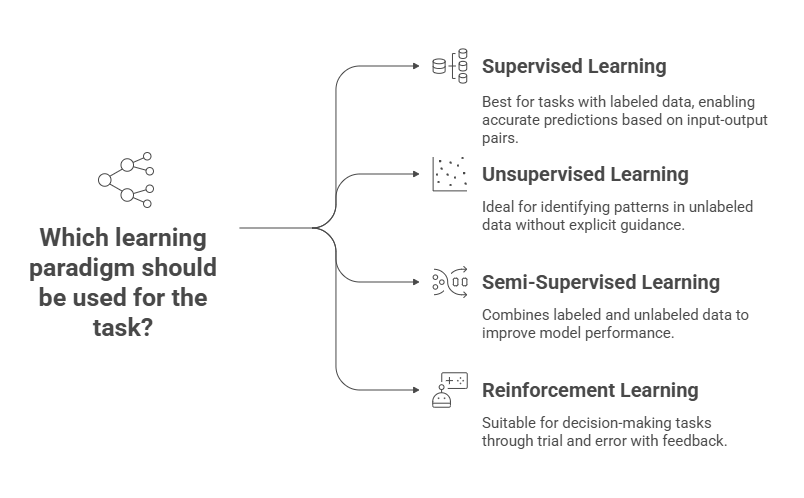 Which learning
paradigm should
be used for the
task?
Supervised Learning
Best for tasks with labeled data, enabling
accurate predictions based on input-output
pairs.
Unsupervised Learning
Ideal for identifying patterns in unlabeled
data without explicit guidance.
Semi-Supervised Learning
Combines labeled and unlabeled data to
improve model performance.
Reinforcement Learning
Suitable for decision-making tasks
through trial and error with feedback.